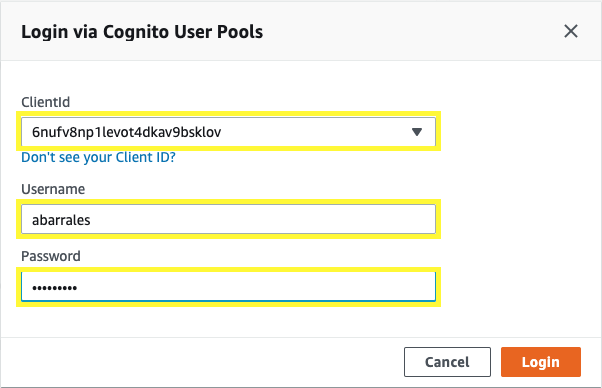 Login via Cognito User Pools
ClientId
6nufv8np1levot4dkav9bsklov
Don't see your Client ID?
Username
abarrales
Password
•••••••••
Cancel
Login